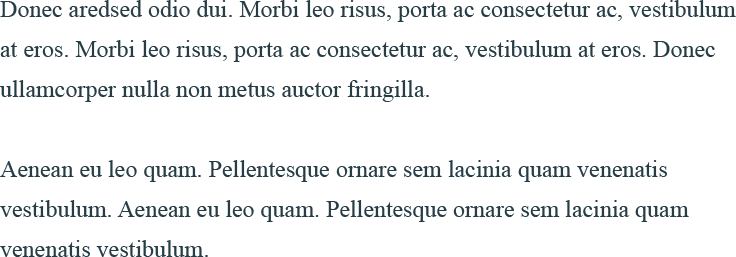 Donec aredsed odio dui. Morbi leo risus, porta ac consectetur ac, vestibulum
at eros. Morbi leo risus, porta ac consectetur ac, vestibulum at eros. Donec
ullamcorper nulla non metus auctor fringilla.
Aenean eu leo quam. Pellentesque ornare sem lacinia quam venenatis
vestibulum. Aenean eu leo quam. Pellentesque ornare sem lacinia quam
venenatis vestibulum.